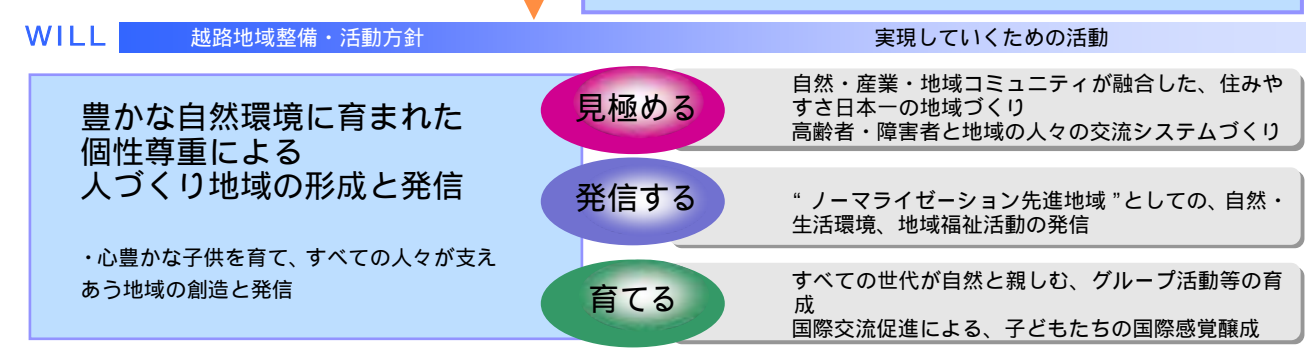 WILL 越路地域整備・活動方針 実現していくための活動
豊かな自然環境に育まれた
個性尊重による
人づくり地域の形成と発信
・心豊かな子供を育て、すべての人々が支え
あう地域の創造と発信
見極める
自然・産業・地域コミュニティが融合した、住みや
すさ日本一の地域づくり
高齢者・障害者と地域の人々の交流システムづくり
発信する
“ノーマライゼーション先進地域”としての、自然・
生活環境、地域福祉活動の発信
育てる
すべての世代が自然と親しむ、グループ活動等の育
成
国際交流促進による、子どもたちの国際感覚醸成